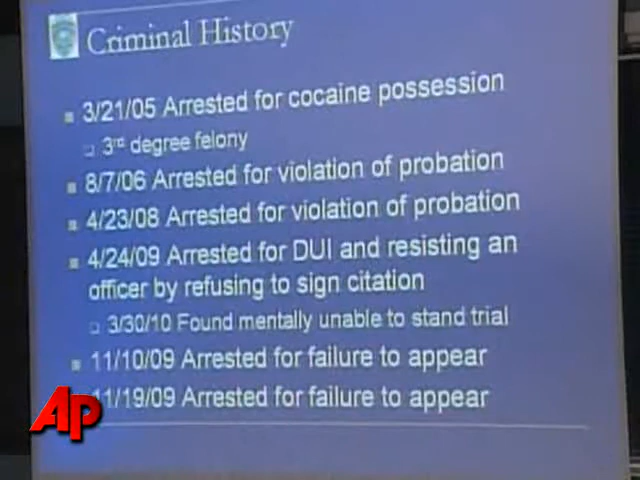 Criminal History
3/21/05 Arrested for cocaine possession
3rd degree felony
8/7/06 Arrested for violation of probation
4/23/08 Arrested for violation of probation
4/24/09 Arrested for DUI and resisting an
officer by refusing to sign citation
3/30/10 Found mentally unable to stand trial
11/10/09 Arrested for failure to appear
11/19/09 Arrested for failure to appear
AP